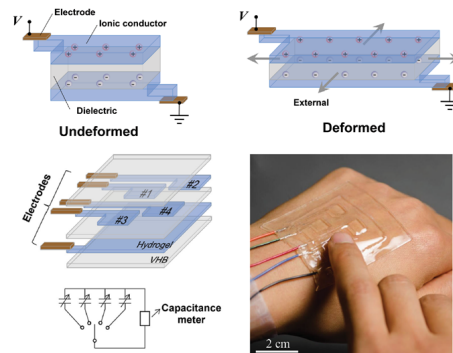 V
Electrode
Ionic conductor
Dielectric
Undeformed
V
External
Deformed
Electrodes
#1
#2
#3
#4
Hydrogel
VHB
Capacitance
meter
2 cm